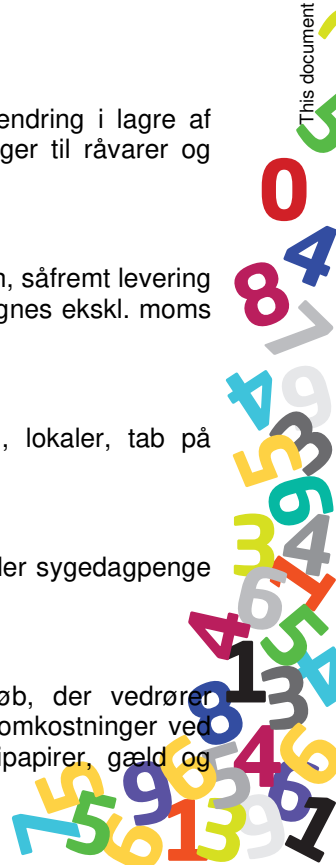 This document
endring i lagre af
ger til råvarer og
n, såfremt levering
gnes ekskl. moms
, lokaler, tab på
ler sygedagpenge
øb, der vedrører
omkostninger ved
ipapirer, gæld og